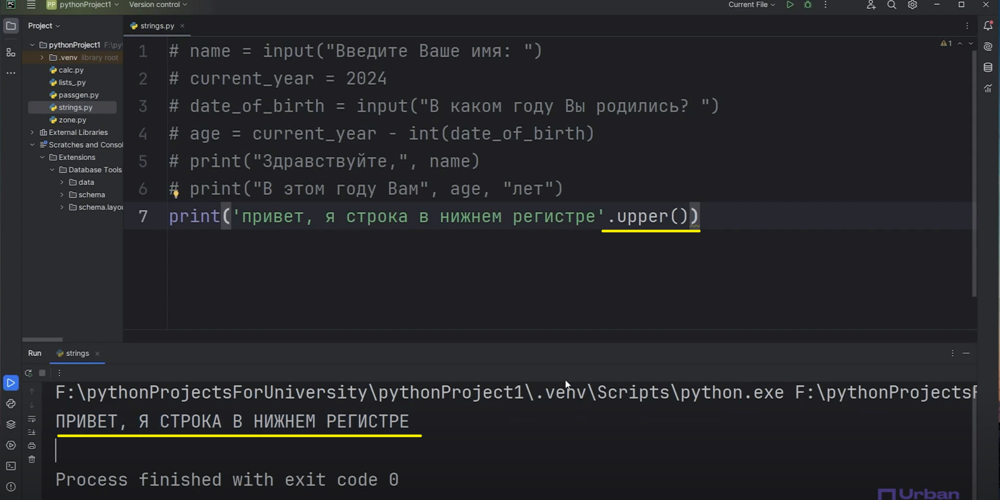 PC
PP pythonProject1
Version control
Current File
Project
strings.py
pythonProject1 F:\py
.venv library root
calc.py
lists_.py
passgen.py
strings.py
zone.py
External Libraries
Scratches and Consol
Extensions
Database Tools
data
schema
schema.layou
1
1 # name = input("Введите Ваше имя: ")
2 # current_year = 2024
3 # date_of_birth = input("В каком году Вы родились? ")
4 # age = current_year - int(date_of_birth)
5 # print("Здравствуйте,", name)
6 # print("В этом году Вам", age, "лет")
7 print('привет, я строка в нижнем регистре'.upper())
Run
strings
F:\pythonProjectsForUniversity\pythonProject1\.venv\Scripts\python.exe F:\pythonProjectsF
ПРИВЕТ, Я СТРОКА В НИЖНЕМ РЕГИСТРЕ
Process finished with exit code 0
Urban